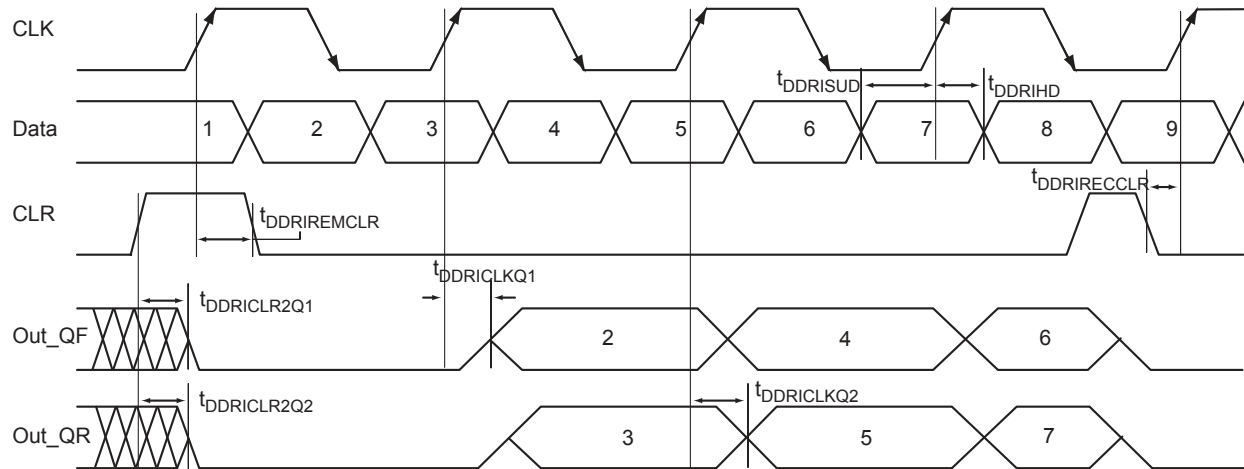 CLK
tDDRISUD
tDDRIHD
Data
1 2 3 4 5 6 7 8 9
CLR
tDDRIREMCLR
tDDRIRECCLR
tDDRICLKQ1
tDDRICLR2Q1
Out_QF
2 4 6
tDDRICLR2Q2
tDDRICLKQ2
Out_QR
3 5 7